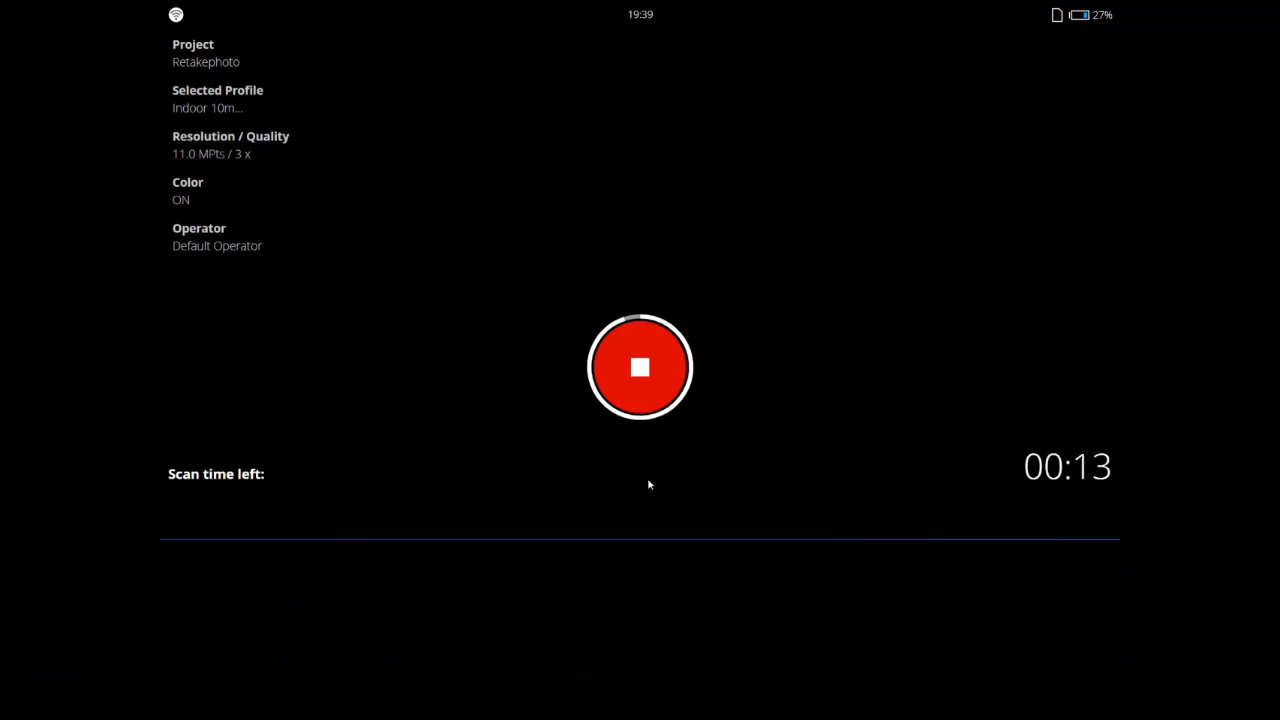 19:39
27%
Project
Retakephoto
Selected Profile
Indoor 10m...
Resolution / Quality
11.0 MPts / 3 x
Color
ON
Operator
Default Operator
Scan time left:
00:13